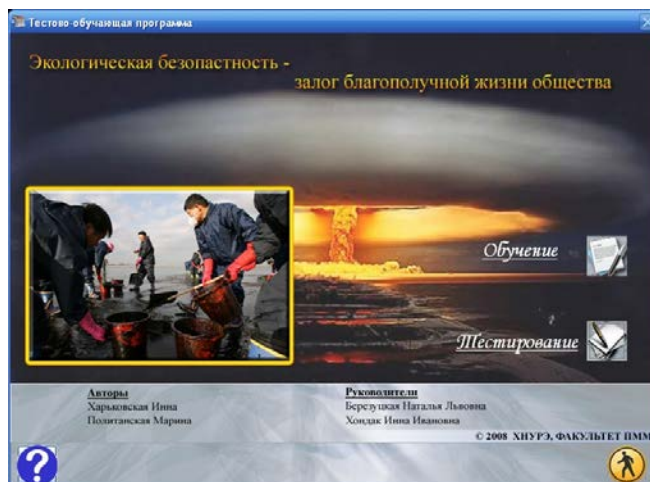 Тестово-обучающая программа
Экологическая безопастность -
залог благополучной жизни общества
Обучение
Тестирование
Авторы
Харьковская Инна
Политанская Марина
Руководители
Березуцкая Наталья Львовна
Хондак Инна Ивановна
© 2008 ХНУРЭ, ФАКУЛЬТЕТ ПММ
?